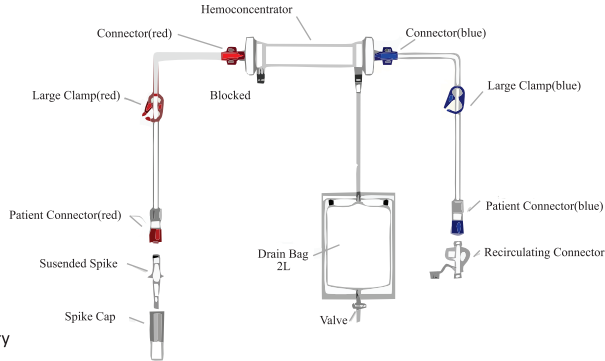 Hemoconcentrator
Connector(red)
Connector(blue)
Large Clamp(red)
Blocked
Large Clamp(blue)
Patient Connector(red)
Patient Connector(blue)
Drain Bag
2L
Recirculating Connector
Susended Spike
Spike Cap
Valve